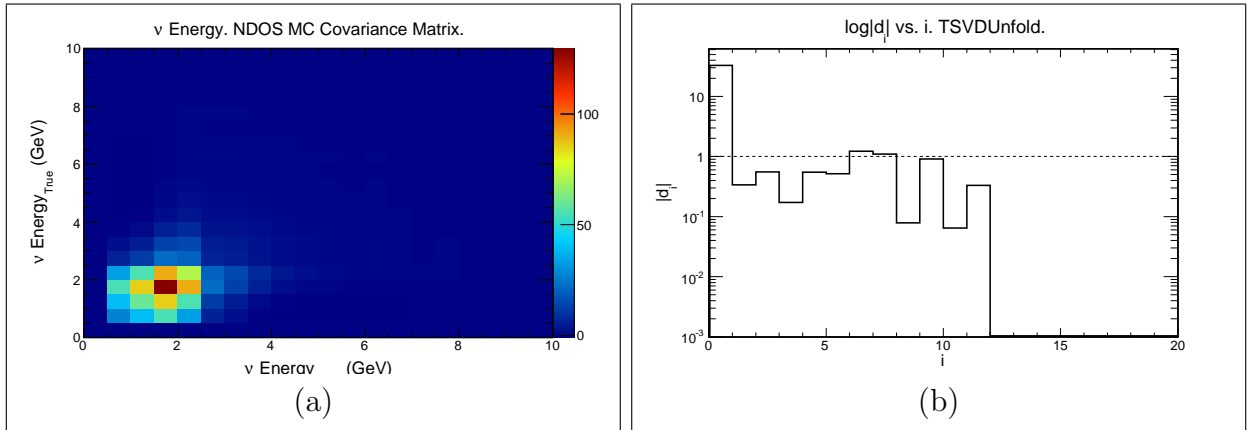 ν Energy. NDOS MC Covariance Matrix.
ν Energy_True (GeV)
10
8
6
4
2
0
0 2 4 6 8 10
100
50
0
ν Energy (GeV)
(a)
log|d_i| vs. i. TSVDUnfold.
|d_i|
10
1
10^-1
10^-2
10^-3
0 5 10 15 20
i
(b)